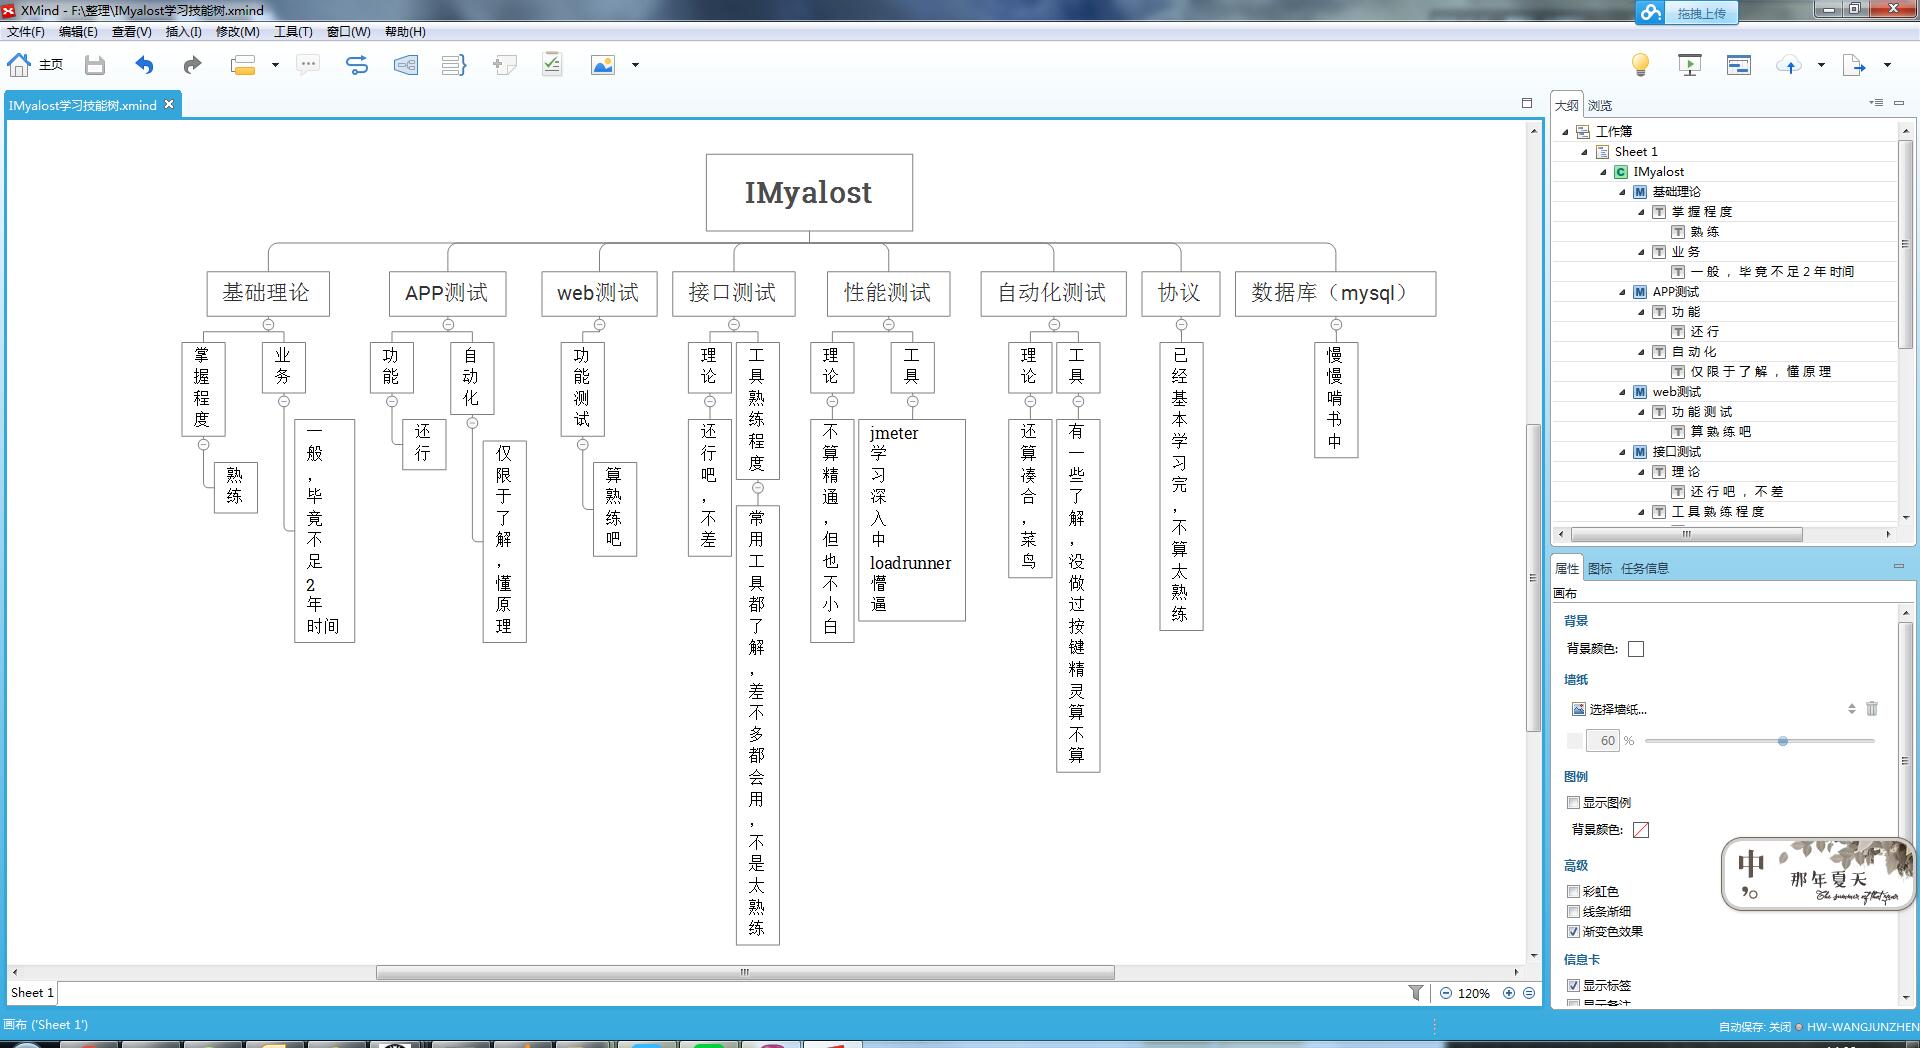 XMind - F:\整理\IMyalost学习技能树.xmind
拖拽上传
文件(F) 编辑(E) 查看(V) 插入(I) 修改(M) 工具(T) 窗口(W) 帮助(H)
主页
IMyalost学习技能树.xmind
IMyalost
基础理论 APP测试 web测试 接口测试 性能测试 自动化测试 协议 数据库（mysql）
掌握程度
熟练
业务
一般，毕竟不足2年时间
功能
还行
自动化
仅限于了解，懂原理
功能测试
算熟练吧
理论
还行吧，不差
工具熟练程度
常用工具都了解，差不多都会用，不是太熟练
理论
不算精通，但也不小白
工具
jmeter
学习深入中
loadrunner
懵逼
理论
还算凑合，菜鸟
工具
有一些了解，没做过按键精灵算不算
已经基本学习完，不算太熟练
慢慢啃书中
Sheet 1
120%
画布 ('Sheet 1')
大纲 浏览
工作簿
Sheet 1
IMyalost
基础理论
掌握程度
熟练
业务
一般，毕竟不足2年时间
APP测试
功能
还行
自动化
仅限于了解，懂原理
web测试
功能测试
算熟练吧
接口测试
理论
还行吧，不差
工具熟练程度
属性 图标 任务信息
画布
背景
背景颜色:
墙纸
选择墙纸...
60 %
图例
显示图例
背景颜色:
高级
彩虹色
线条渐细
渐变色效果
信息卡
显示标签
显示备注
中
那年夏天
The summer of that year
自动保存: 关闭 HW-WANGJUNZHEN